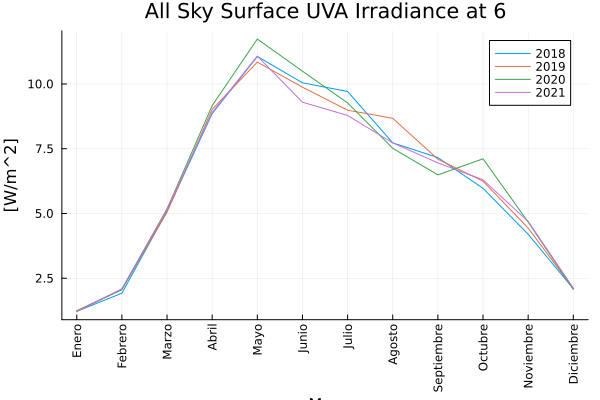 All Sky Surface UVA Irradiance at 6
[W/m^2]
10.0
7.5
5.0
2.5
2018
2019
2020
2021
Enero
Febrero
Marzo
Abril
Mayo
Junio
Julio
Agosto
Septiembre
Octubre
Noviembre
Diciembre